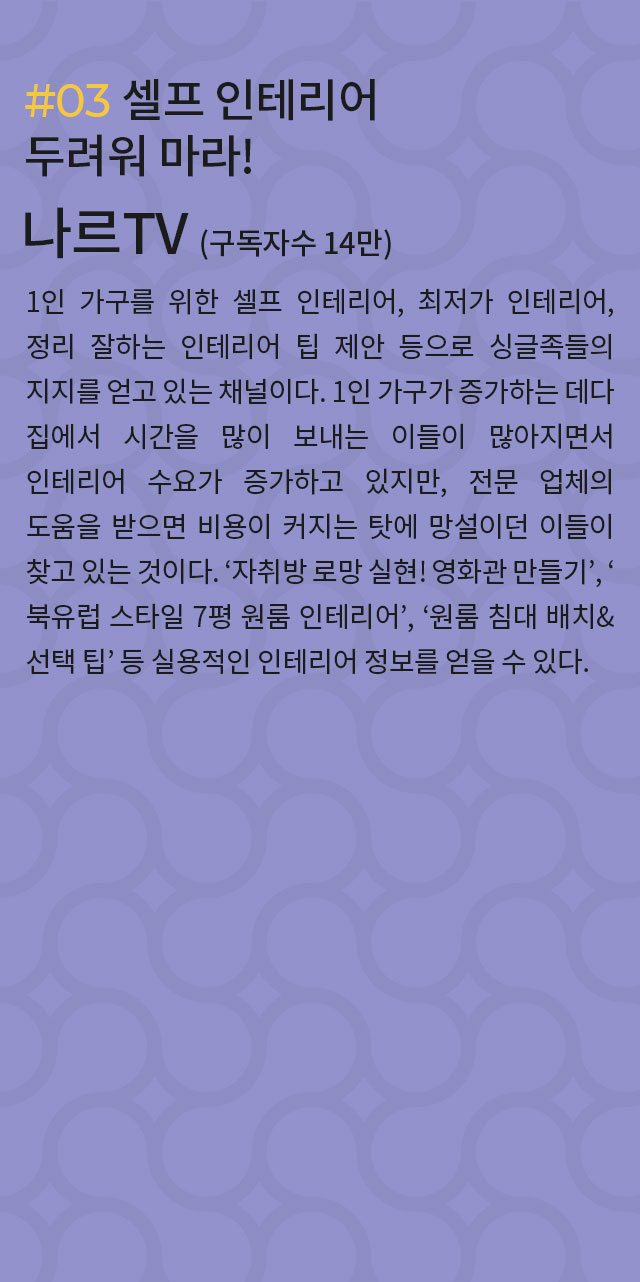 #03 셀프 인테리어
두려워 마라!
나르TV (구독자수 14만)
1인 가구를 위한 셀프 인테리어, 최저가 인테리어,
정리 잘하는 인테리어 팁 제안 등으로 싱글족들의
지지를 얻고 있는 채널이다. 1인 가구가 증가하는 데다
집에서 시간을 많이 보내는 이들이 많아지면서
인테리어 수요가 증가하고 있지만, 전문 업체의
도움을 받으면 비용이 커지는 탓에 망설이던 이들이
찾고 있는 것이다. ‘자취방 로망 실현! 영화관 만들기’, ‘
북유럽 스타일 7평 원룸 인테리어’, ‘원룸 침대 배치&
선택 팁’ 등 실용적인 인테리어 정보를 얻을 수 있다.